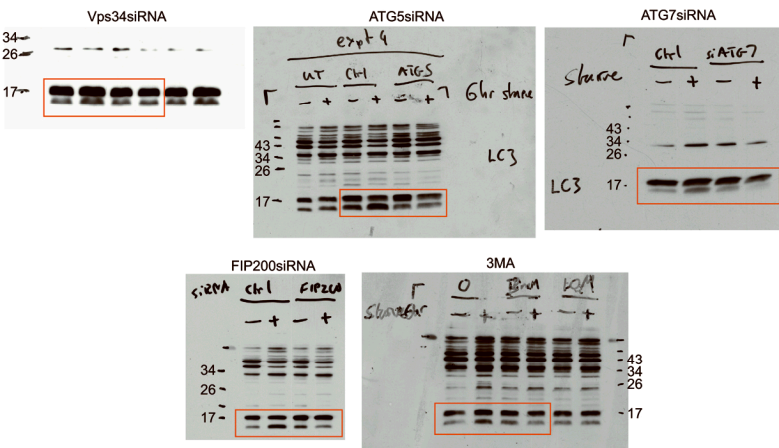 Vps34siRNA
34
26
17
ATG5siRNA
expt 4
UT Ctrl ATG5
- + - + - +
6hr starve
43
34
26
17
LC3
ATG7siRNA
Ctrl siATG7
starve - + - +
43
34
26
17
LC3
FIP200siRNA
siRNA Ctrl FIP200
- + - +
34
26
17
3MA
0
- + - + - +
43
34
26
17